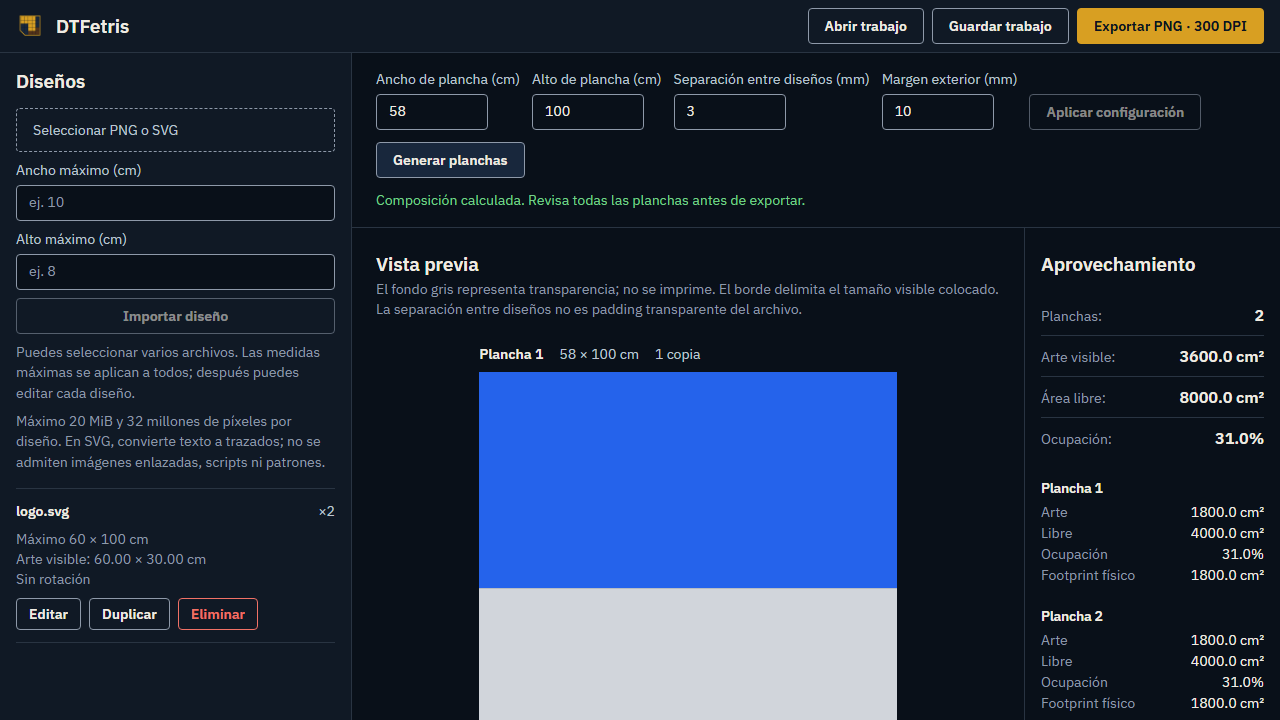 DTFetris
Abrir trabajo
Guardar trabajo
Exportar PNG · 300 DPI
Diseños
Seleccionar PNG o SVG
Ancho máximo (cm)
ej. 10
Alto máximo (cm)
ej. 8
Importar diseño
Puedes seleccionar varios archivos. Las medidas
máximas se aplican a todos; después puedes
editar cada diseño.
Máximo 20 MiB y 32 millones de píxeles por
diseño. En SVG, convierte texto a trazados; no se
admiten imágenes enlazadas, scripts ni patrones.
logo.svg ×2
Máximo 60 × 100 cm
Arte visible: 60.00 × 30.00 cm
Sin rotación
Editar
Duplicar
Eliminar
Ancho de plancha (cm)
58
Alto de plancha (cm)
100
Separación entre diseños (mm)
3
Margen exterior (mm)
10
Aplicar configuración
Generar planchas
Composición calculada. Revisa todas las planchas antes de exportar.
Vista previa
El fondo gris representa transparencia; no se imprime. El borde delimita el tamaño visible colocado.
La separación entre diseños no es padding transparente del archivo.
Plancha 1 58 × 100 cm 1 copia
Aprovechamiento
Planchas: 2
Arte visible: 3600.0 cm²
Área libre: 8000.0 cm²
Ocupación: 31.0%
Plancha 1
Arte 1800.0 cm²
Libre 4000.0 cm²
Ocupación 31.0%
Footprint físico 1800.0 cm²
Plancha 2
Arte 1800.0 cm²
Libre 4000.0 cm²
Ocupación 31.0%
Footprint físico 1800.0 cm²